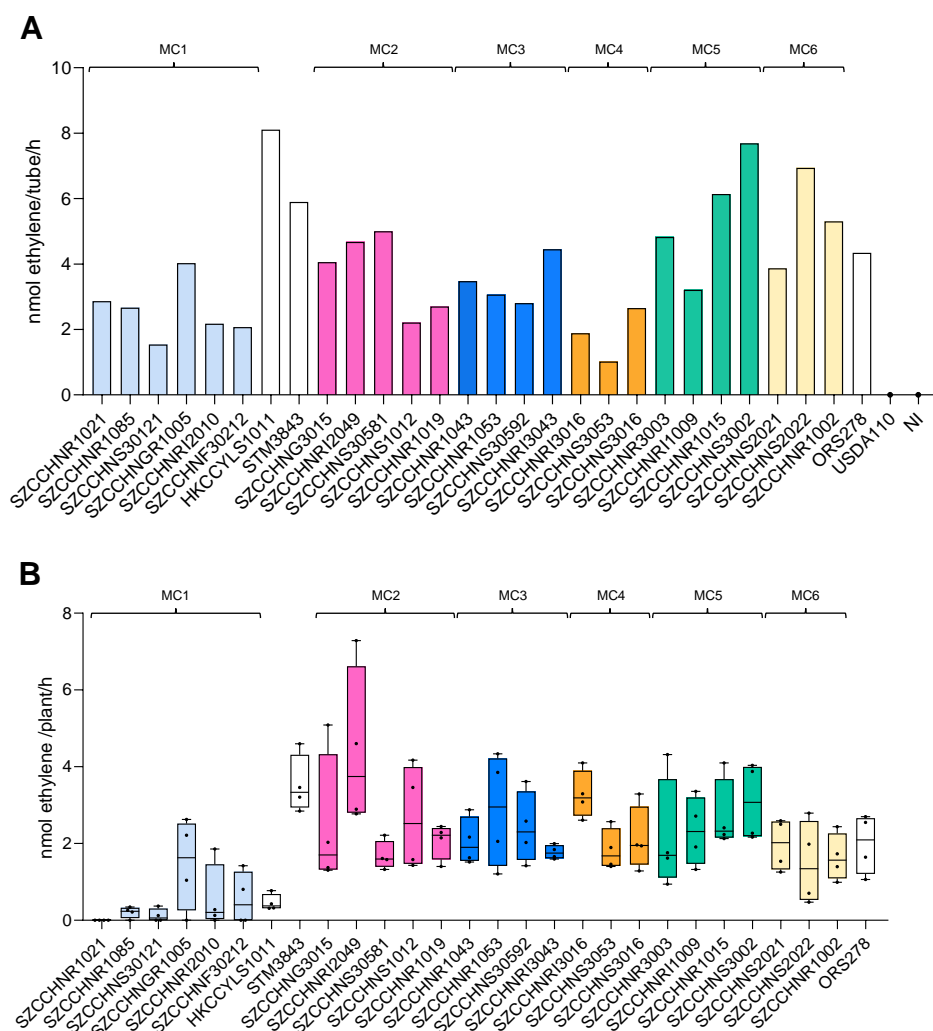 A
MC1 MC2 MC3 MC4 MC5 MC6
nmol ethylene/tube/h
10
8
6
4
2
0
SZCCHNR1021
SZCCHNR1085
SZCCHNS30121
SZCCHNGR1005
SZCCHNRI2010
SZCCHNF30212
HKCCYLS1011
STM3843
SZCCHNG3015
SZCCHNRI2049
SZCCHNS30581
SZCCHNS1012
SZCCHNR1019
SZCCHNR1043
SZCCHNR1053
SZCCHNS30592
SZCCHNRI3043
SZCCHNRI3016
SZCCHNS3053
SZCCHNS3016
SZCCHNR3003
SZCCHNRI1009
SZCCHNR1015
SZCCHNS3002
SZCCHNS2021
SZCCHNS2022
SZCCHNR1002
ORS278
USDA110
NI
B
MC1 MC2 MC3 MC4 MC5 MC6
nmol ethylene /plant/h
8
6
4
2
0
SZCCHNR1021
SZCCHNR1085
SZCCHNS30121
SZCCHNGR1005
SZCCHNRI2010
SZCCHNF30212
HKCCYLS1011
STM3843
SZCCHNG3015
SZCCHNRI2049
SZCCHNS30581
SZCCHNS1012
SZCCHNR1019
SZCCHNR1043
SZCCHNR1053
SZCCHNS30592
SZCCHNRI3043
SZCCHNRI3016
SZCCHNS3053
SZCCHNS3016
SZCCHNR3003
SZCCHNRI1009
SZCCHNR1015
SZCCHNS3002
SZCCHNS2021
SZCCHNS2022
SZCCHNR1002
ORS278